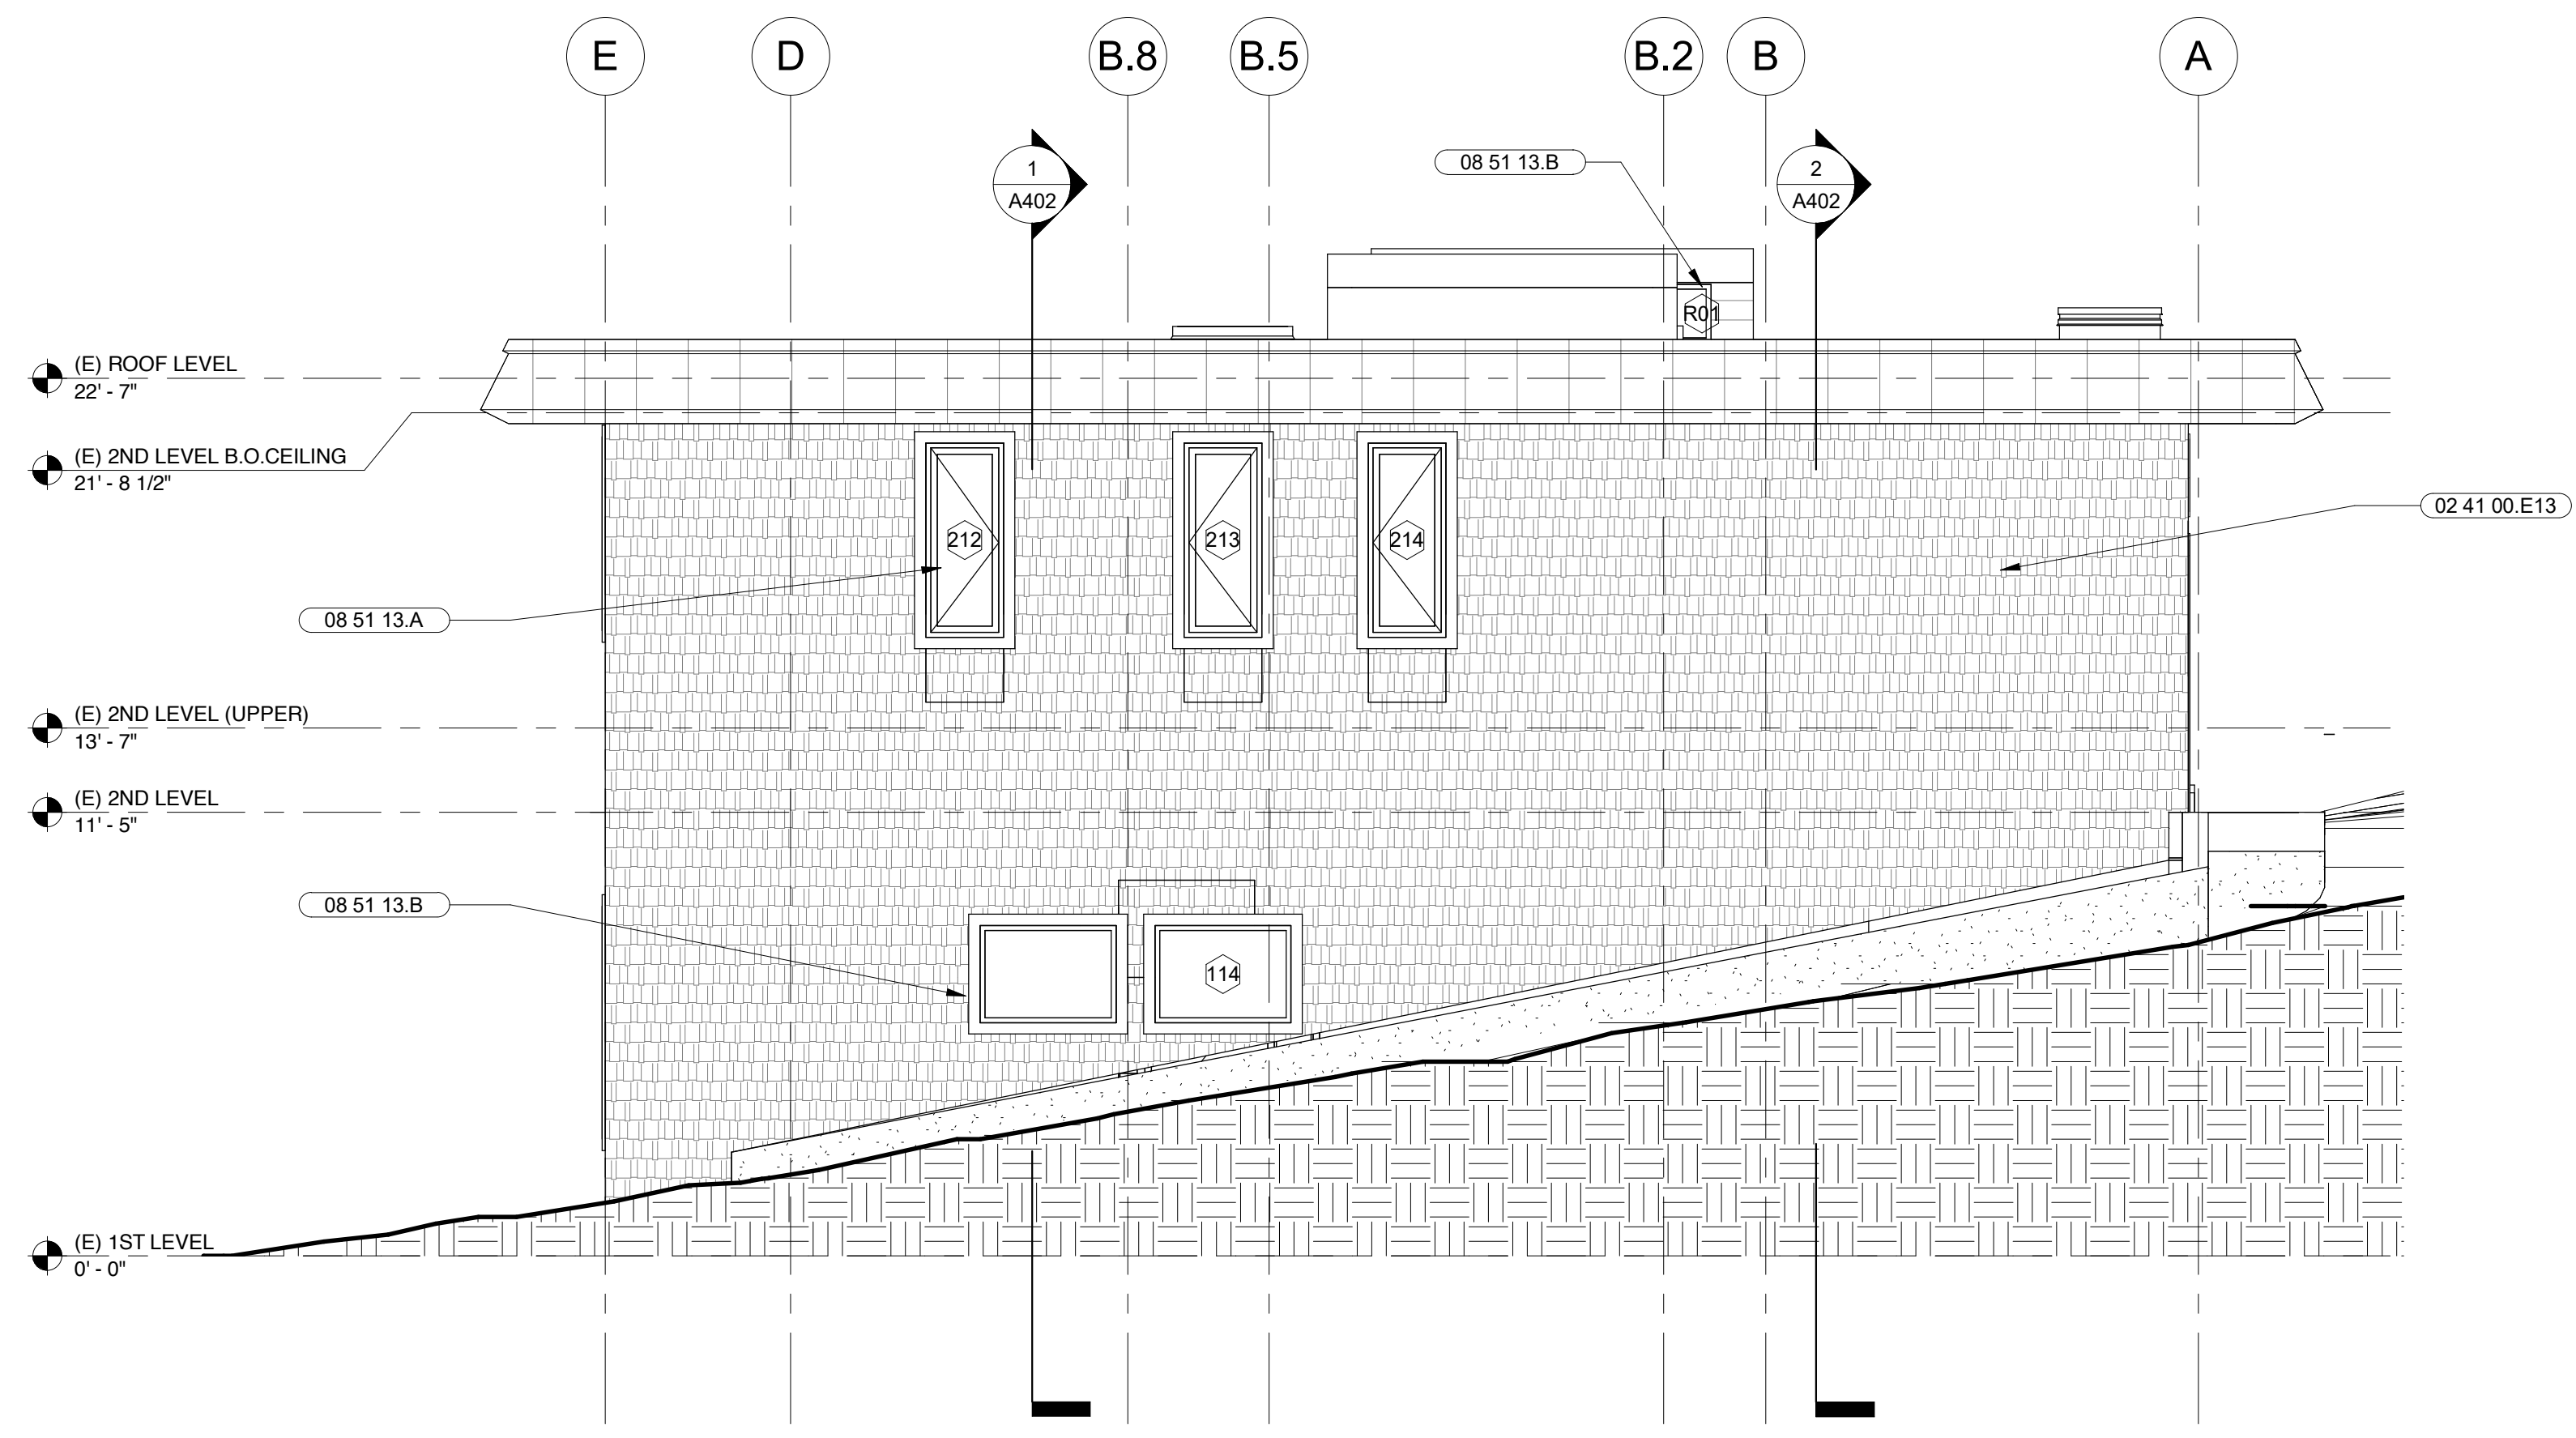 E
D
B.8
B.5
B.2
B
A
1
A402
08 51 13.B
2
A402
R01
(E) ROOF LEVEL
22' - 7"
(E) 2ND LEVEL B.O.CEILING
21' - 8 1/2"
02 41 00.E13
212
213
214
08 51 13.A
(E) 2ND LEVEL (UPPER)
13' - 7"
(E) 2ND LEVEL
11' - 5"
08 51 13.B
114
(E) 1ST LEVEL
0' - 0"